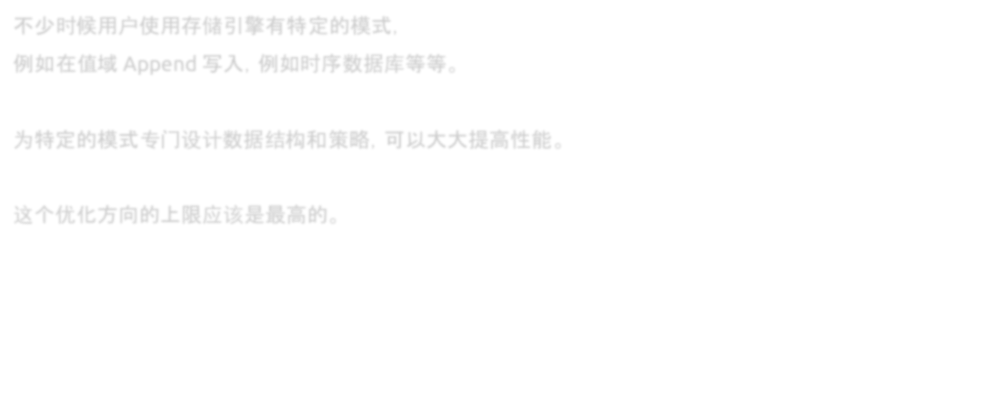 不少时候用户使用存储引擎有特定的模式,
例如在值域 Append 写入, 例如时序数据库等等。
为特定的模式专门设计数据结构和策略, 可以大大提高性能。
这个优化方向的上限应该是最高的。